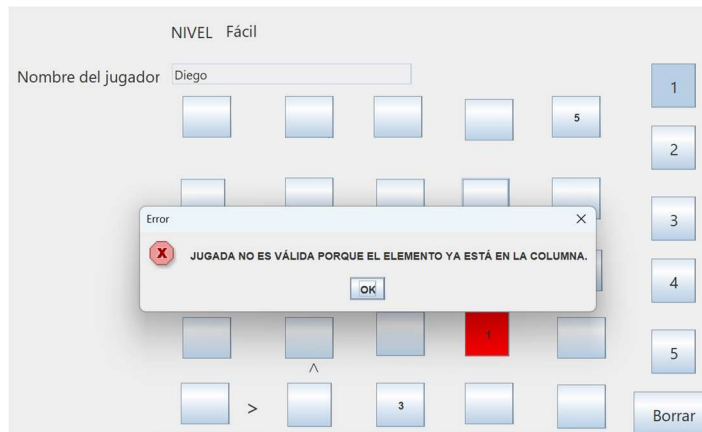 NIVEL Fácil
Nombre del jugador Diego
1
5
2
Error
JUGADA NO ES VÁLIDA PORQUE EL ELEMENTO YA ESTÁ EN LA COLUMNA.
3
OK
4
1
5
^
> 3
Borrar